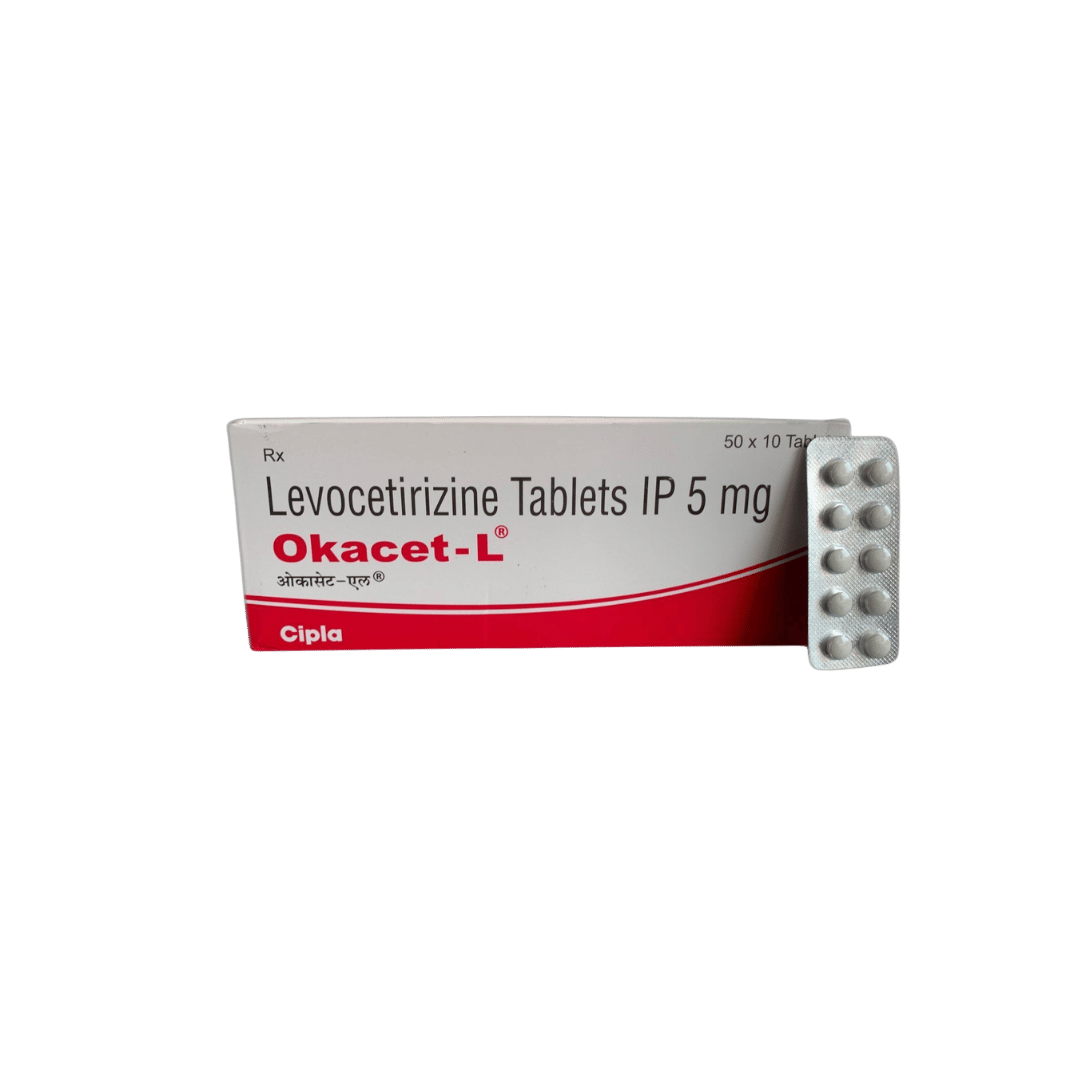 Rx
50 x 10
Levocetirizine Tablets IP 5 mg
Okacet-L®
ओकासेट-एल®
Cipla